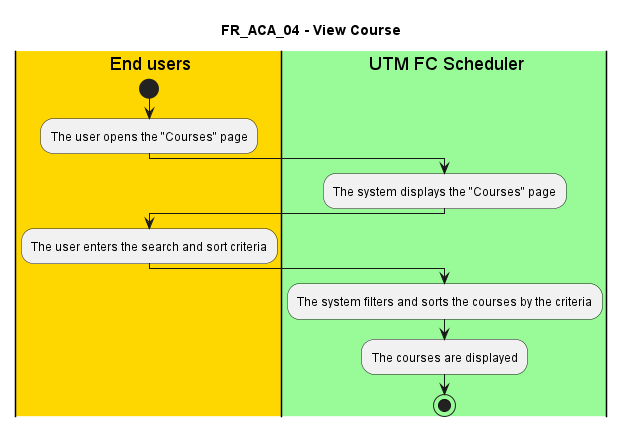 FR_ACA_04 - View Course
End users
UTM FC Scheduler
The user opens the "Courses" page
The system displays the "Courses" page
The user enters the search and sort criteria
The system filters and sorts the courses by the criteria
The courses are displayed